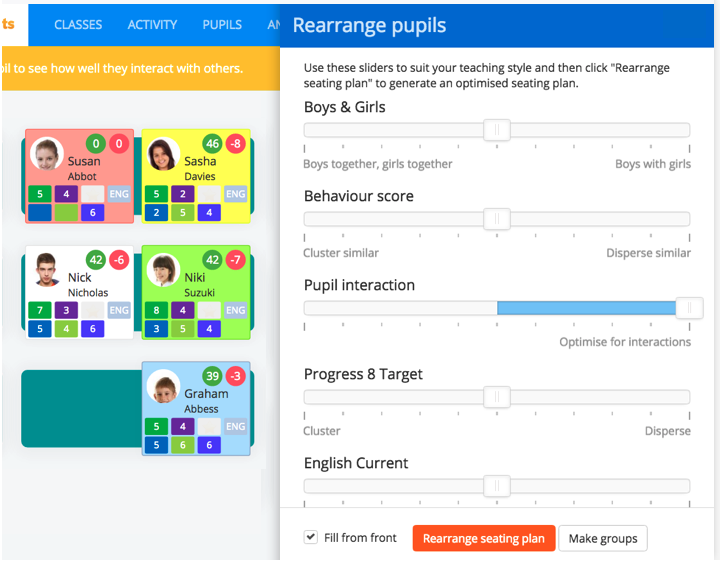 ts
CLASSES ACTIVITY PUPILS AN
Rearrange pupils
pil to see how well they interact with others.
0 0
Susan
Abbot
5 4 ENG
6
46 -8
Sasha
Davies
5 2 ENG
2 5 4
42 -6
Nick
Nicholas
7 3 ENG
5 4 6
42 -7
Niki
Suzuki
8 4 ENG
3 5 4
39 -3
Graham
Abbess
5 4 ENG
5 6 6
Use these sliders to suit your teaching style and then click "Rearrange
seating plan" to generate an optimised seating plan.
Boys & Girls
Boys together, girls together Boys with girls
Behaviour score
Cluster similar Disperse similar
Pupil interaction
Optimise for interactions
Progress 8 Target
Cluster Disperse
English Current
Fill from front Rearrange seating plan Make groups